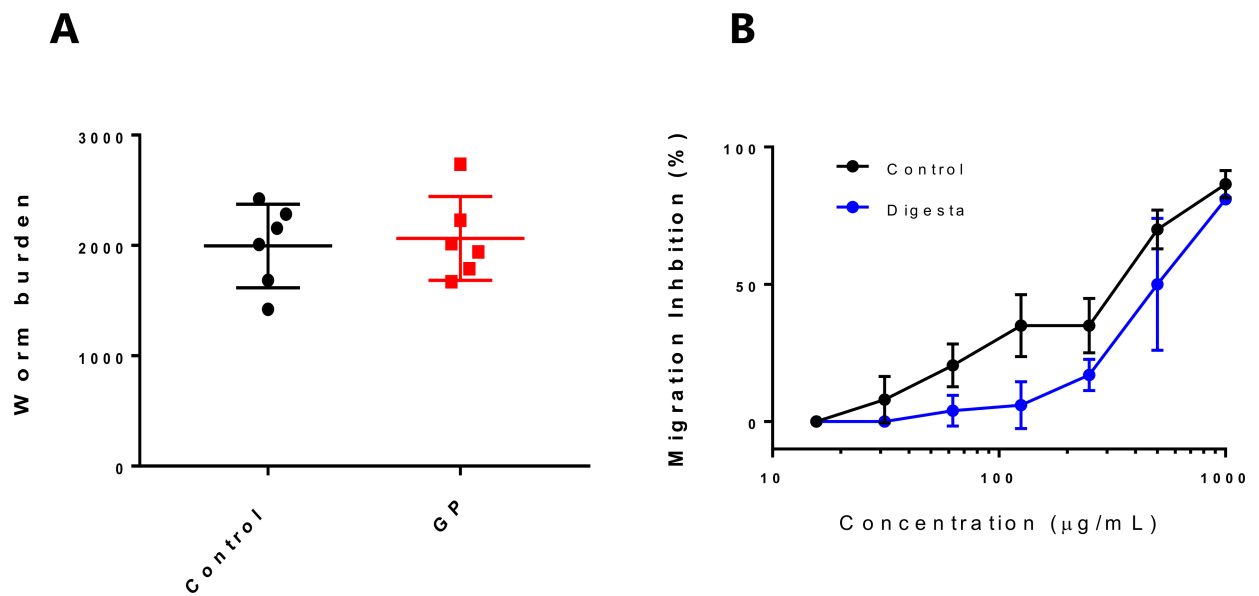 A
Worm burden
3000
2000
1000
0
Control
GP
B
Migration Inhbition (%)
100
50
0
Control
Digesta
10
100
1000
Concentration (μg/mL)